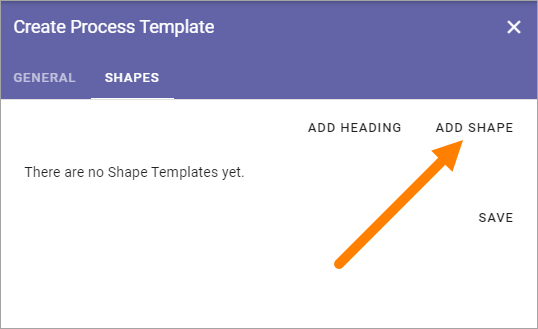 Create Process Template
GENERAL SHAPES
ADD HEADING ADD SHAPE
There are no Shape Templates yet.
SAVE